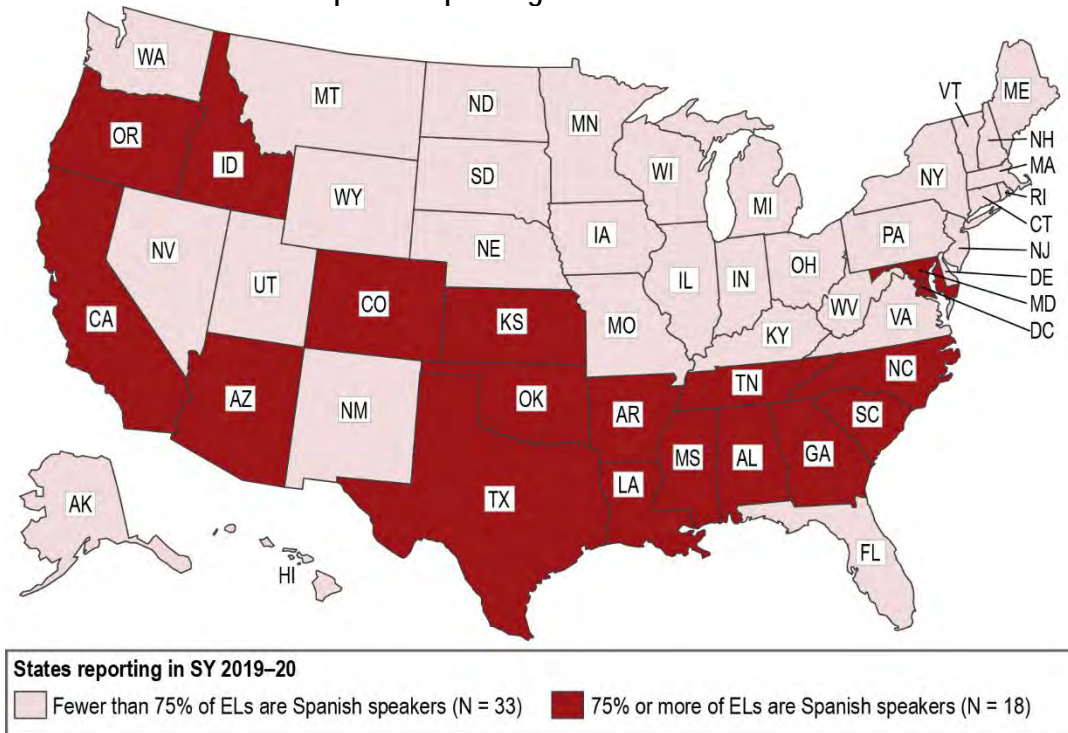 WA
MT
ND
MN
VT
ME
OR
ID
SD
WI
NH
MA
WY
MI
NY
RI
NV
NE
IA
PA
CT
UT
IL
IN
OH
NJ
CA
CO
KS
MO
WV
VA
DE
KY
MD
DC
AZ
NM
OK
AR
TN
NC
SC
MS
AL
GA
TX
LA
AK
HI
FL
States reporting in SY 2019–20
Fewer than 75% of ELs are Spanish speakers (N = 33) 75% or more of ELs are Spanish speakers (N = 18)